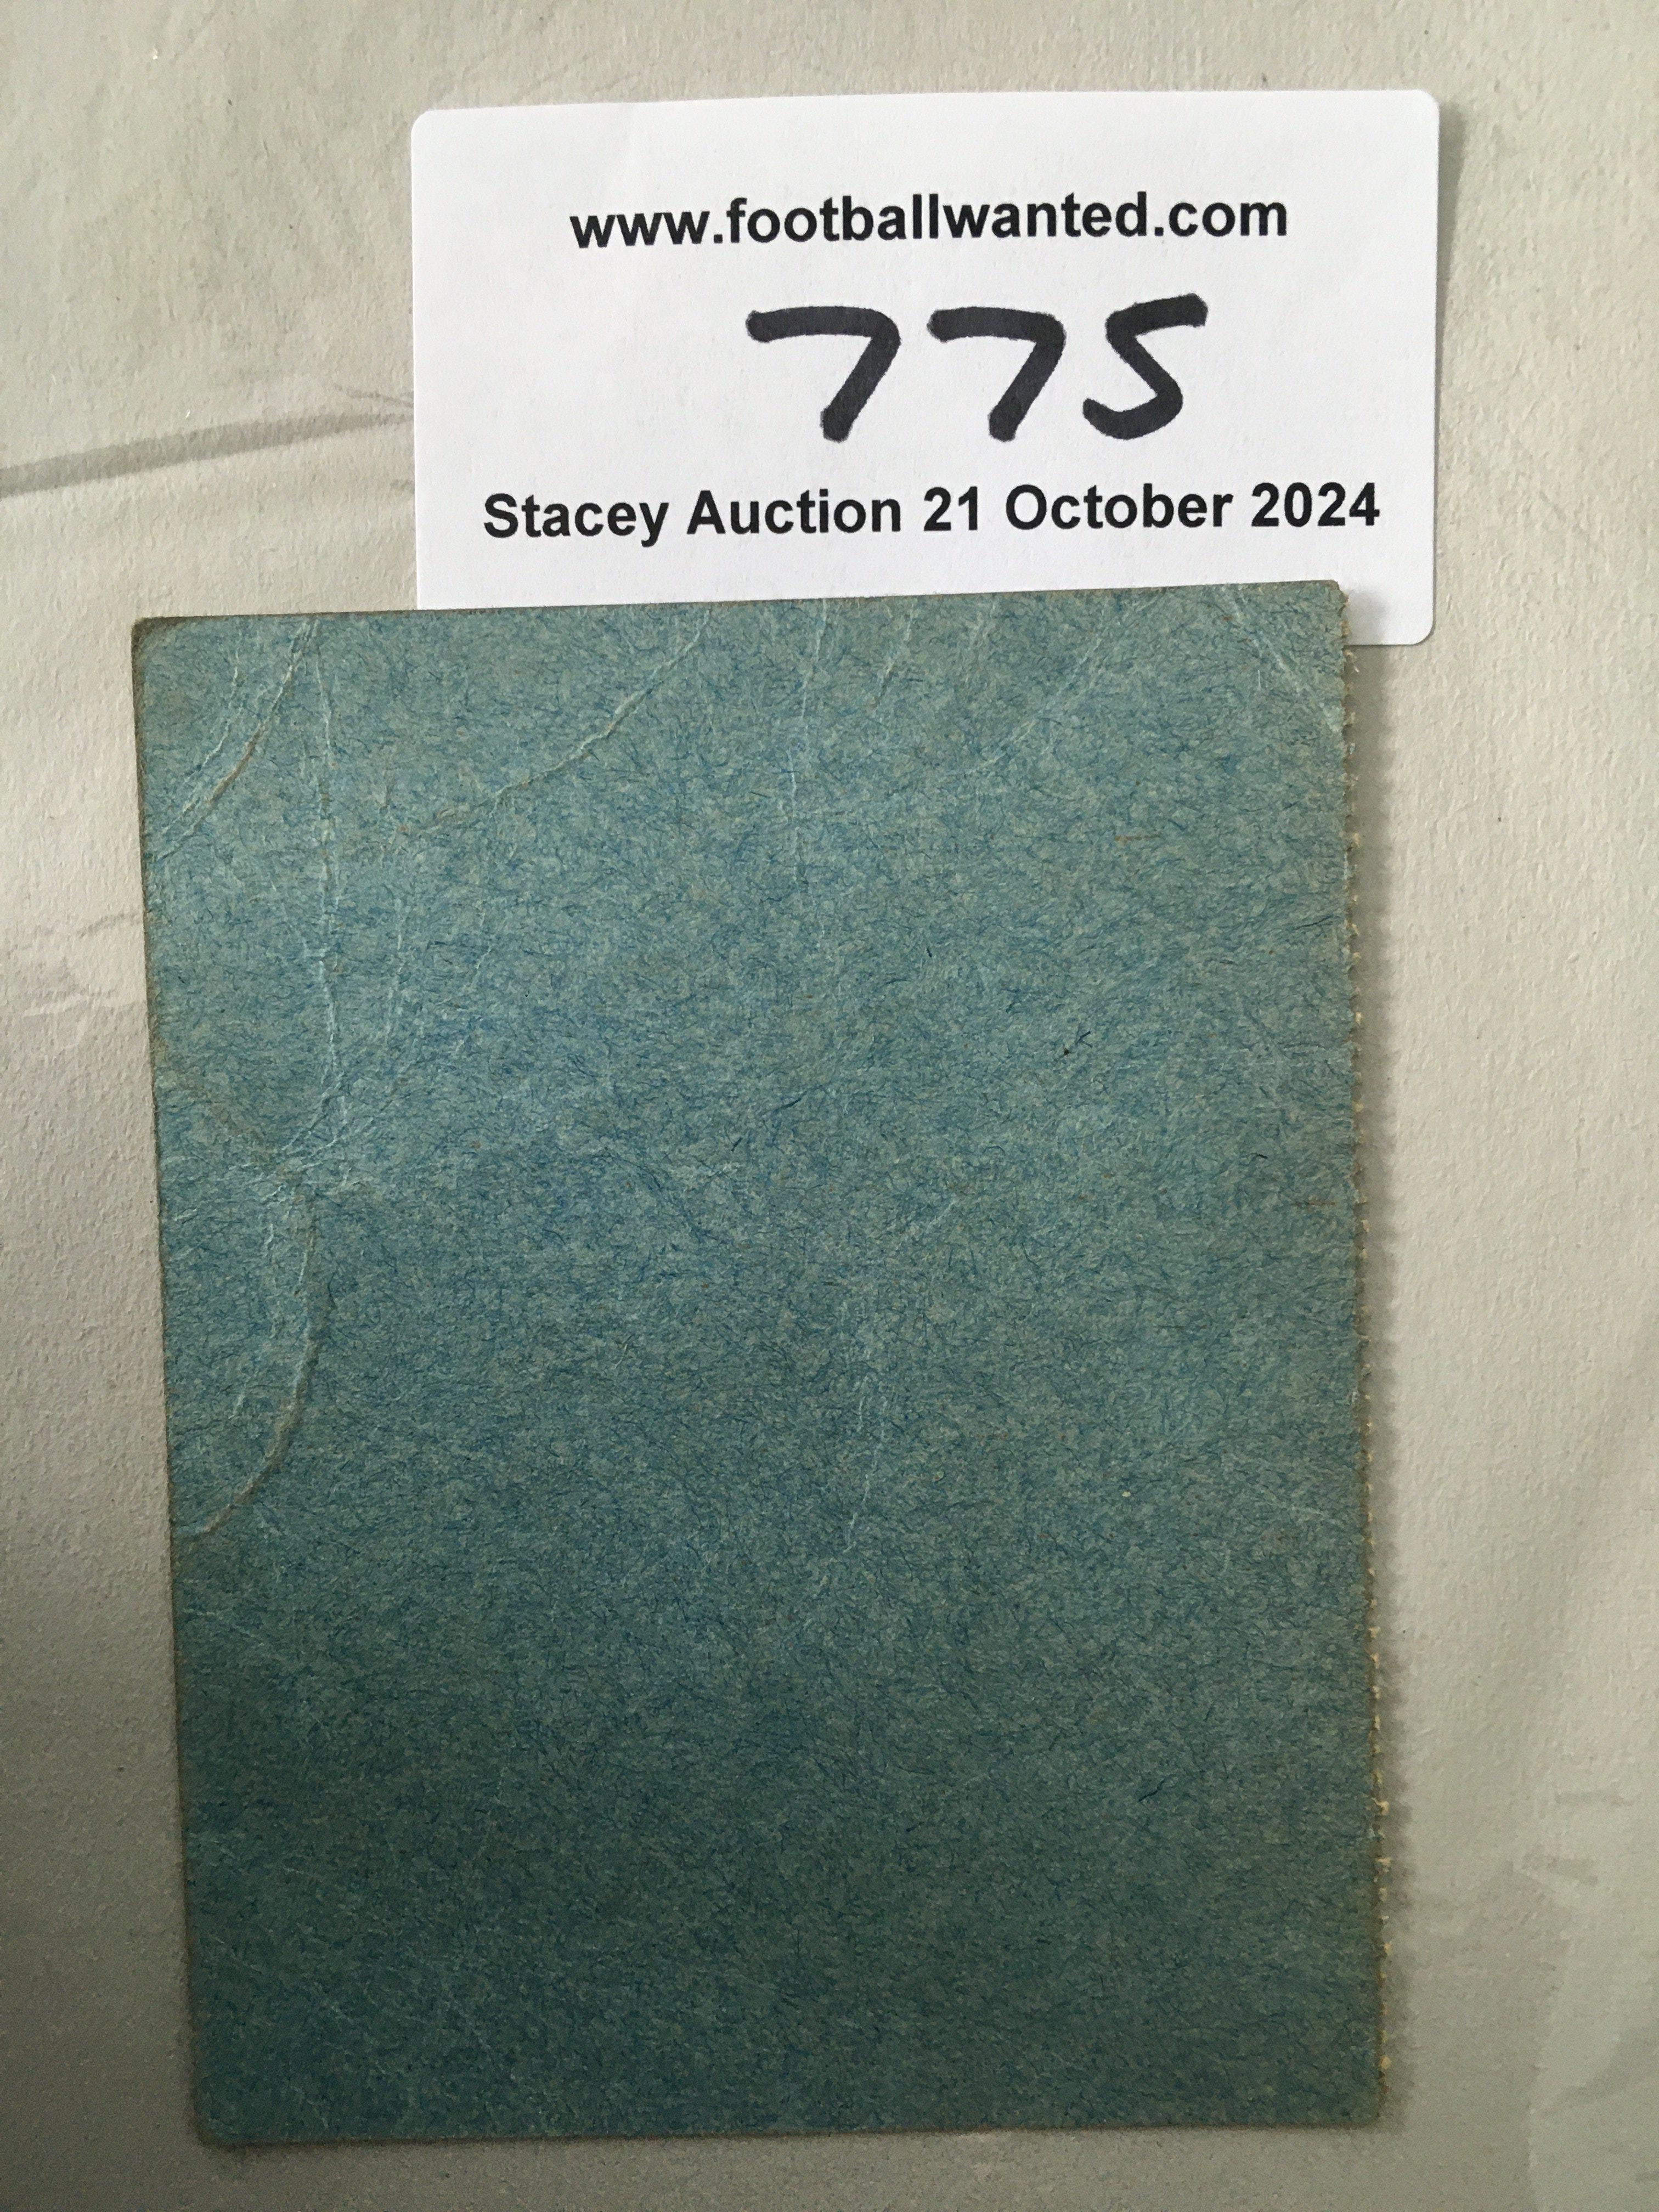 www.footballwanted.com
775
Stacey Auction 21 October 2024